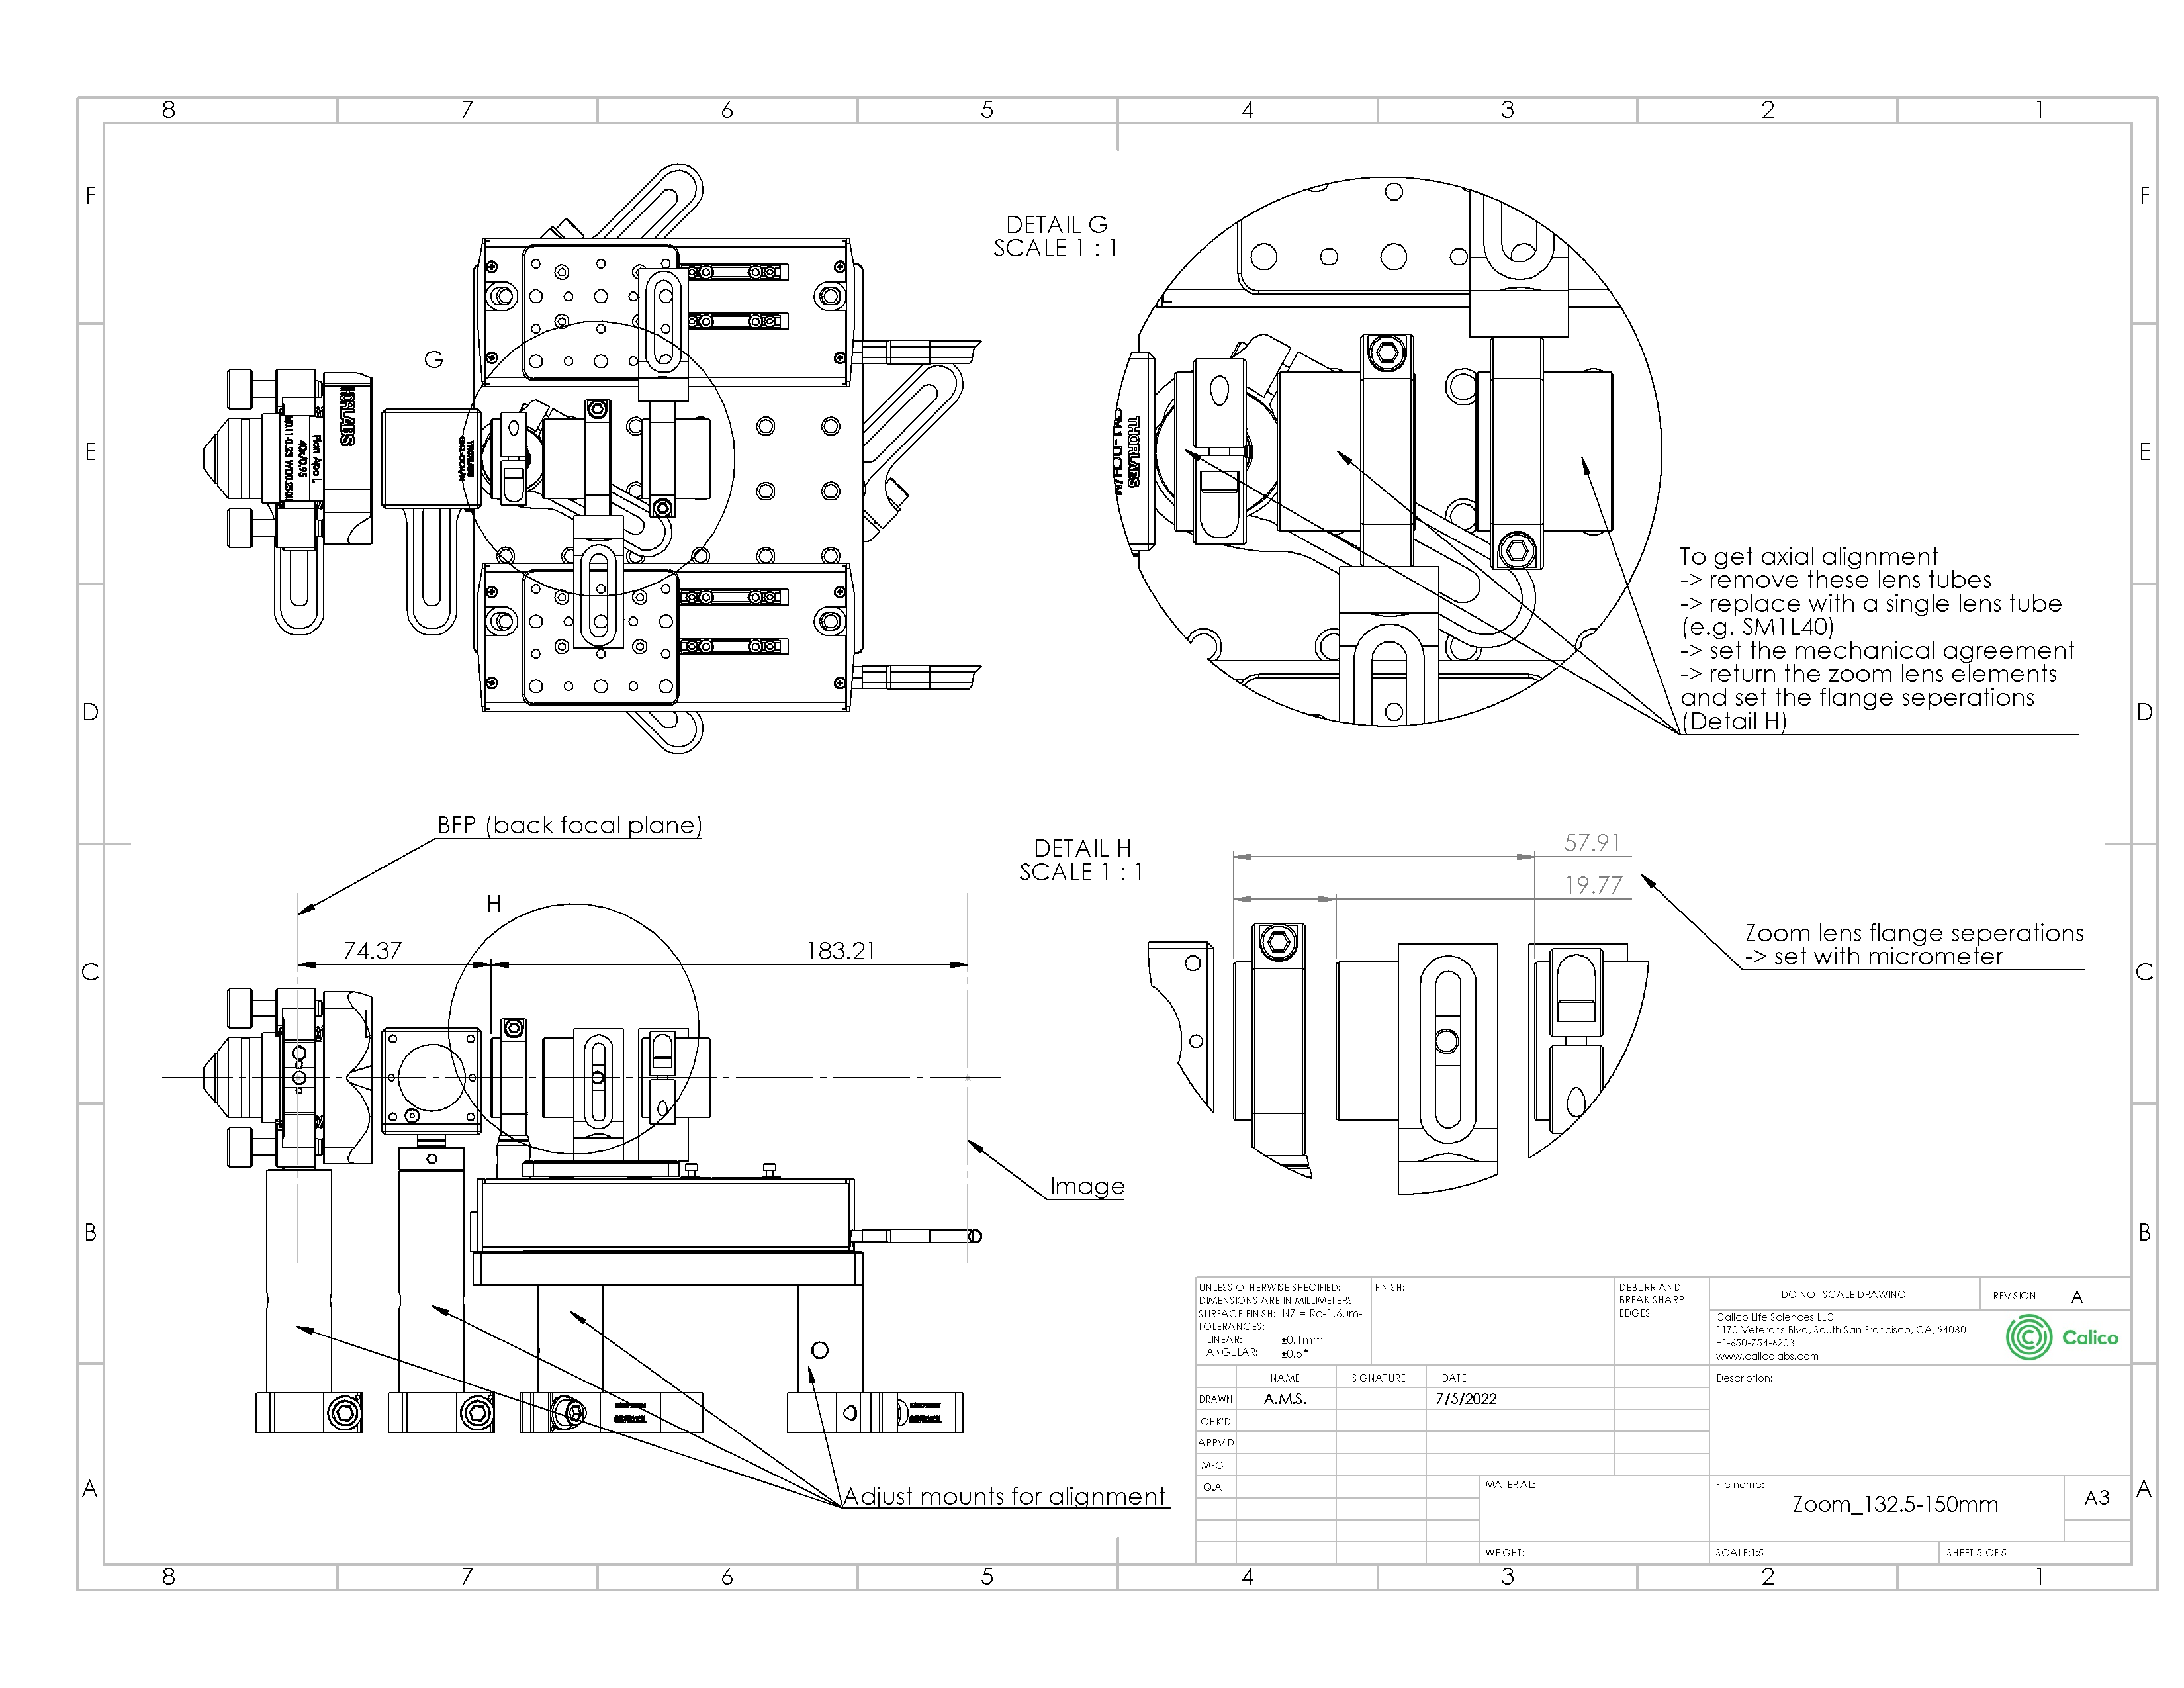 8 7 6 5 4 3 2 1
F
F
E
E
D
D
C
C
B
B
A
A
G
THORLABS
Plan Apo L
40x/0.95
DETAIL G
SCALE 1 : 1
THORLABS
CM1-DCH/M
To get axial alignment
-> remove these lens tubes
-> replace with a single lens tube
(e.g. SM1L40)
-> set the mechanical agreement
-> return the zoom lens elements
and set the flange seperations
(Detail H)
BFP (back focal plane)
H
74.37
183.21
Image
Adjust mounts for alignment
DETAIL H
SCALE 1 : 1
57.91
19.77
Zoom lens flange seperations
-> set with micrometer
UNLESS OTHERWISE SPECIFIED:
DIMENSIONS ARE IN MILLIMETERS
SURFACE FINISH: N7 = Ra-1.6um-
TOLERANCES:
LINEAR: ±0.1mm
ANGULAR: ±0.5°
FINISH:
DEBURR AND
BREAK SHARP
EDGES
DO NOT SCALE DRAWING
REVISION A
Calico Life Sciences LLC
1170 Veterans Blvd, South San Francisco, CA, 94080
+1-650-754-6203
www.calicolabs.com
Calico
NAME SIGNATURE DATE
DRAWN A.M.S. 7/5/2022
CHK'D
APPV'D
MFG
Q.A
Description:
MATERIAL:
WEIGHT:
File name:
Zoom_132.5-150mm
A3
SCALE:1:5
SHEET 5 OF 5
8 7 6 5 4 3 2 1